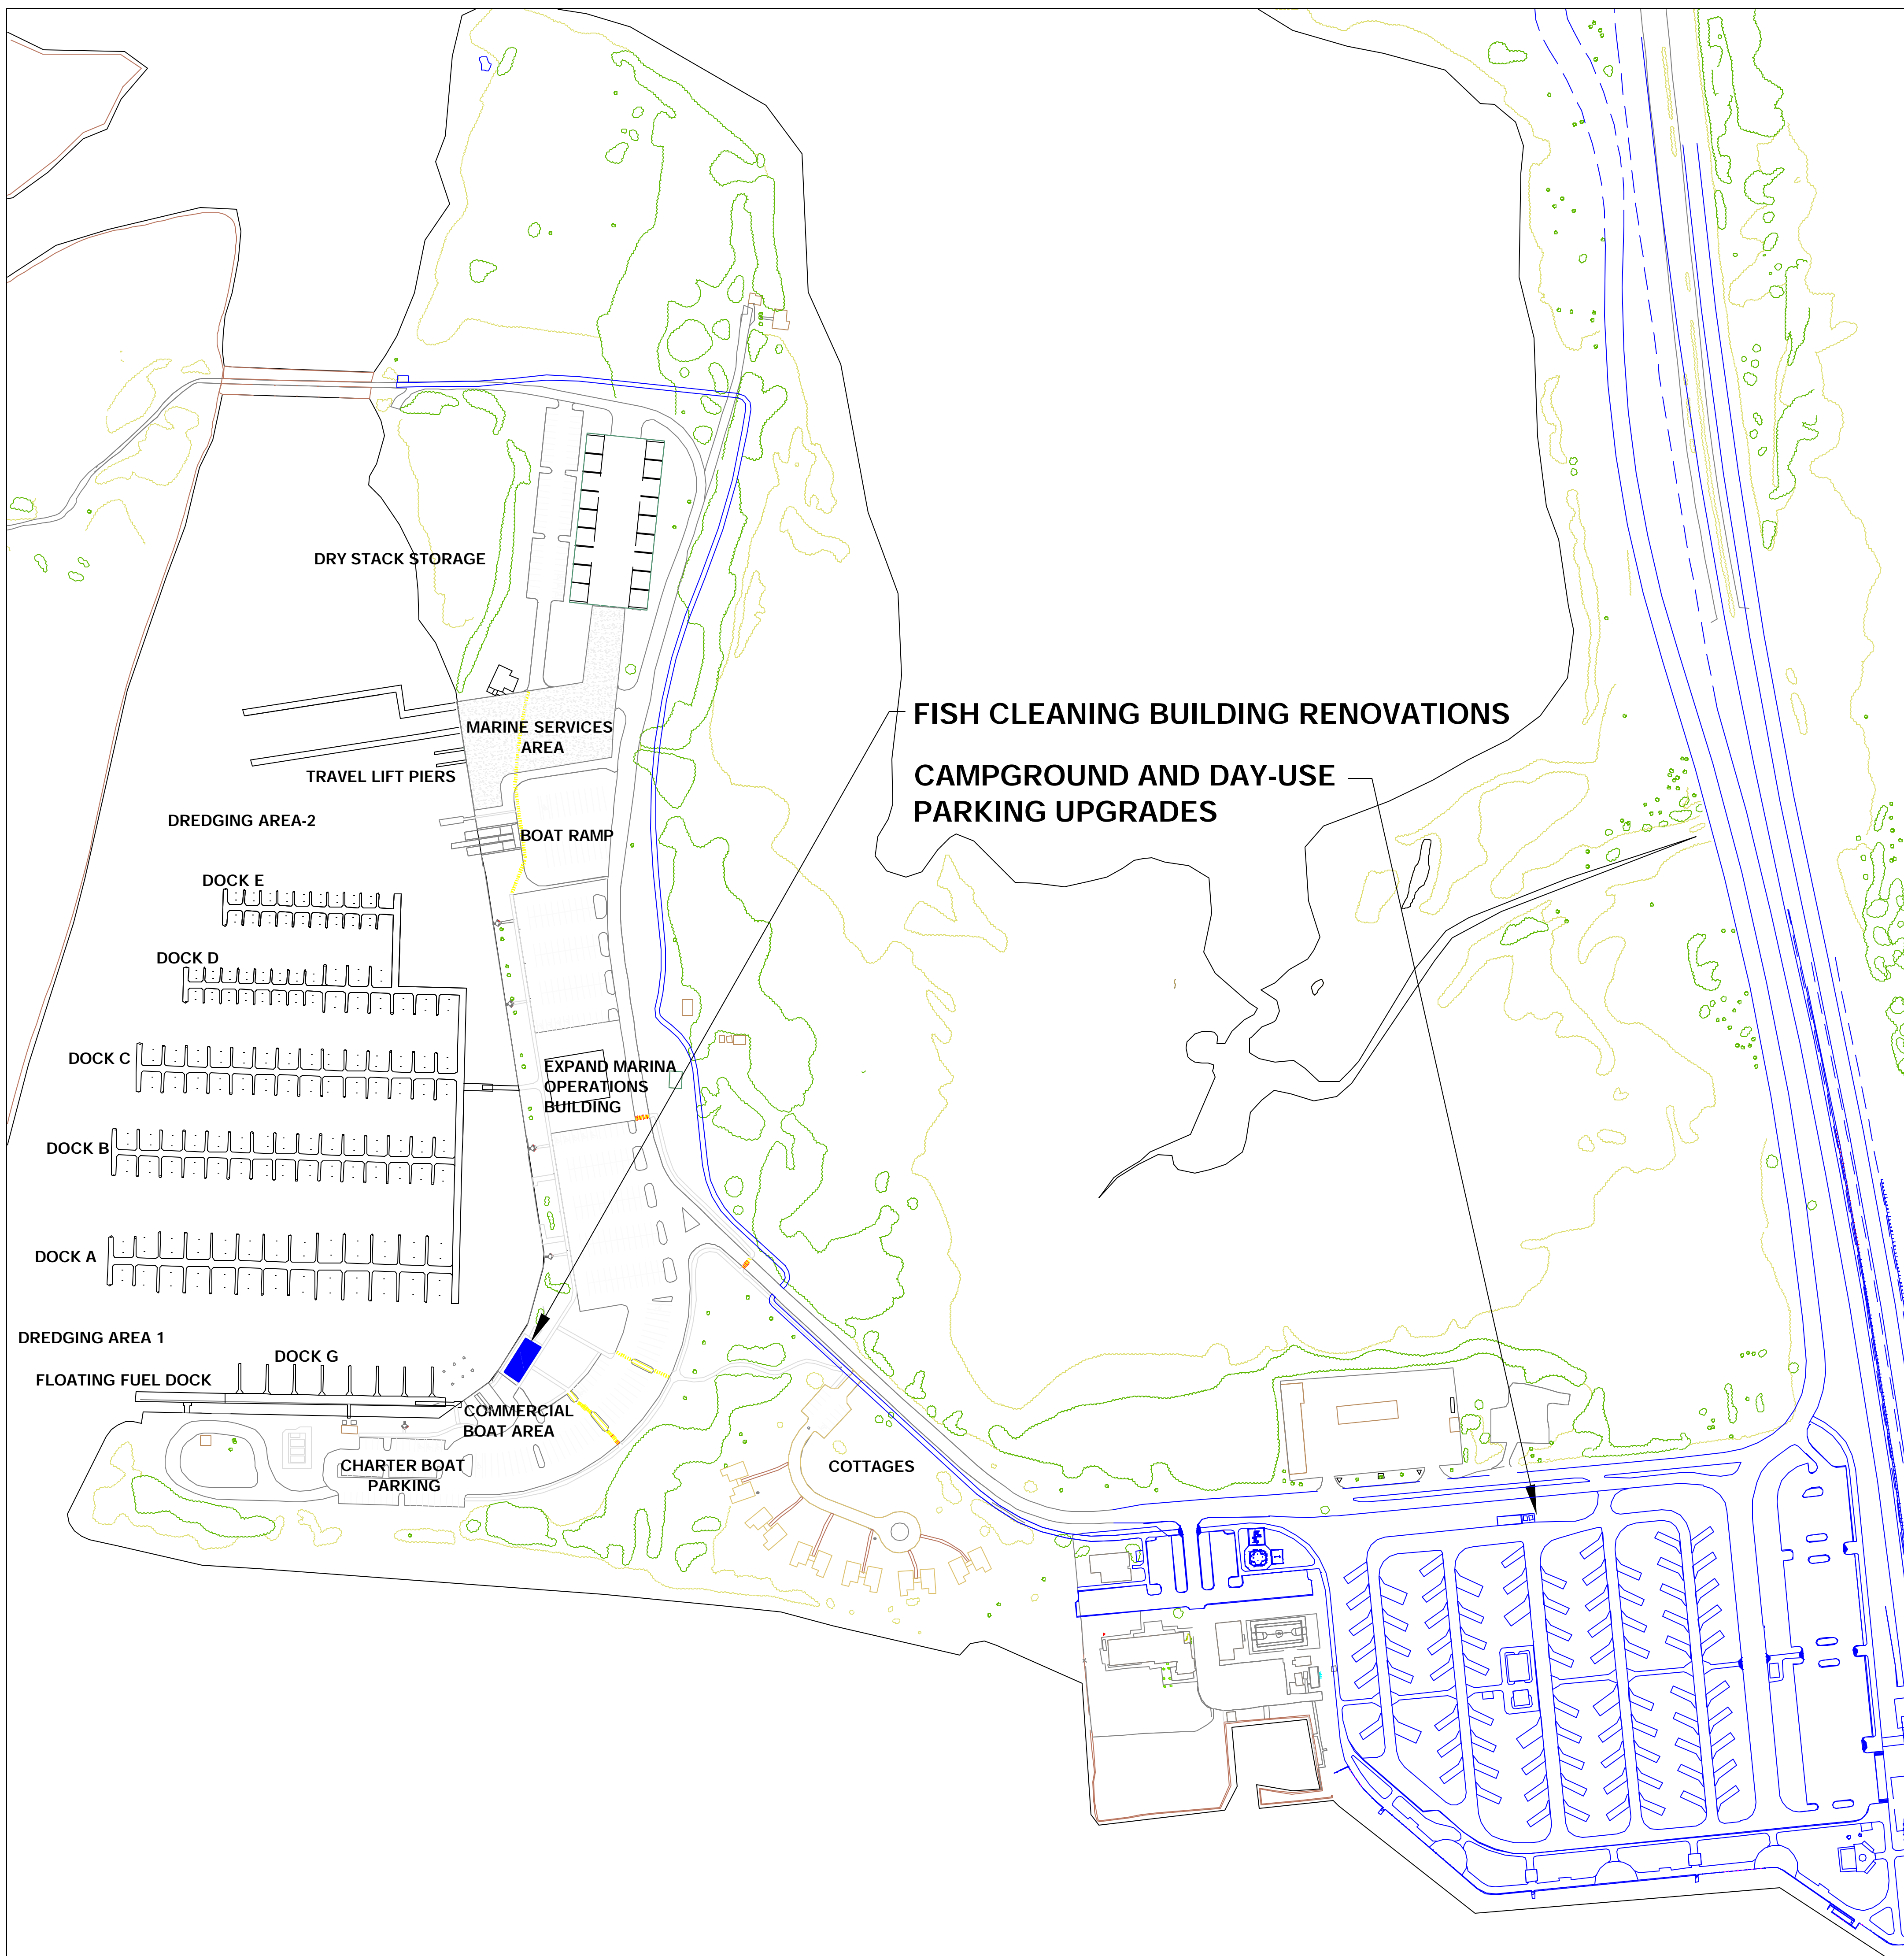 DRY STACK STORAGE
FISH CLEANING BUILDING RENOVATIONS
MARINE SERVICES
AREA
CAMPGROUND AND DAY-USE
PARKING UPGRADES
TRAVEL LIFT PIERS
DREDGING AREA-2
BOAT RAMP
DOCK E
DOCK D
DOCK C
EXPAND MARINA
OPERATIONS
BUILDING
DOCK B
DOCK A
DREDGING AREA 1
DOCK G
FLOATING FUEL DOCK
COMMERCIAL
BOAT AREA
CHARTER BOAT
PARKING
COTTAGES